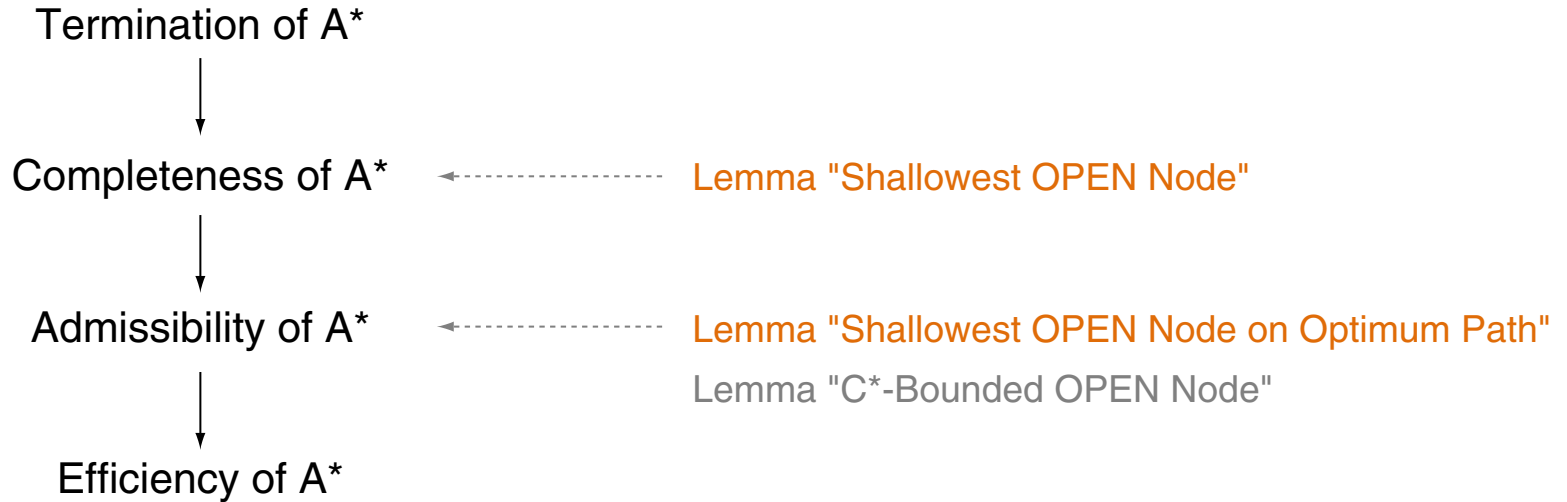 Termination of A*
Completeness of A*
Lemma "Shallowest OPEN Node"
Admissibility of A*
Lemma "Shallowest OPEN Node on Optimum Path"
Lemma "C*-Bounded OPEN Node"
Efficiency of A*